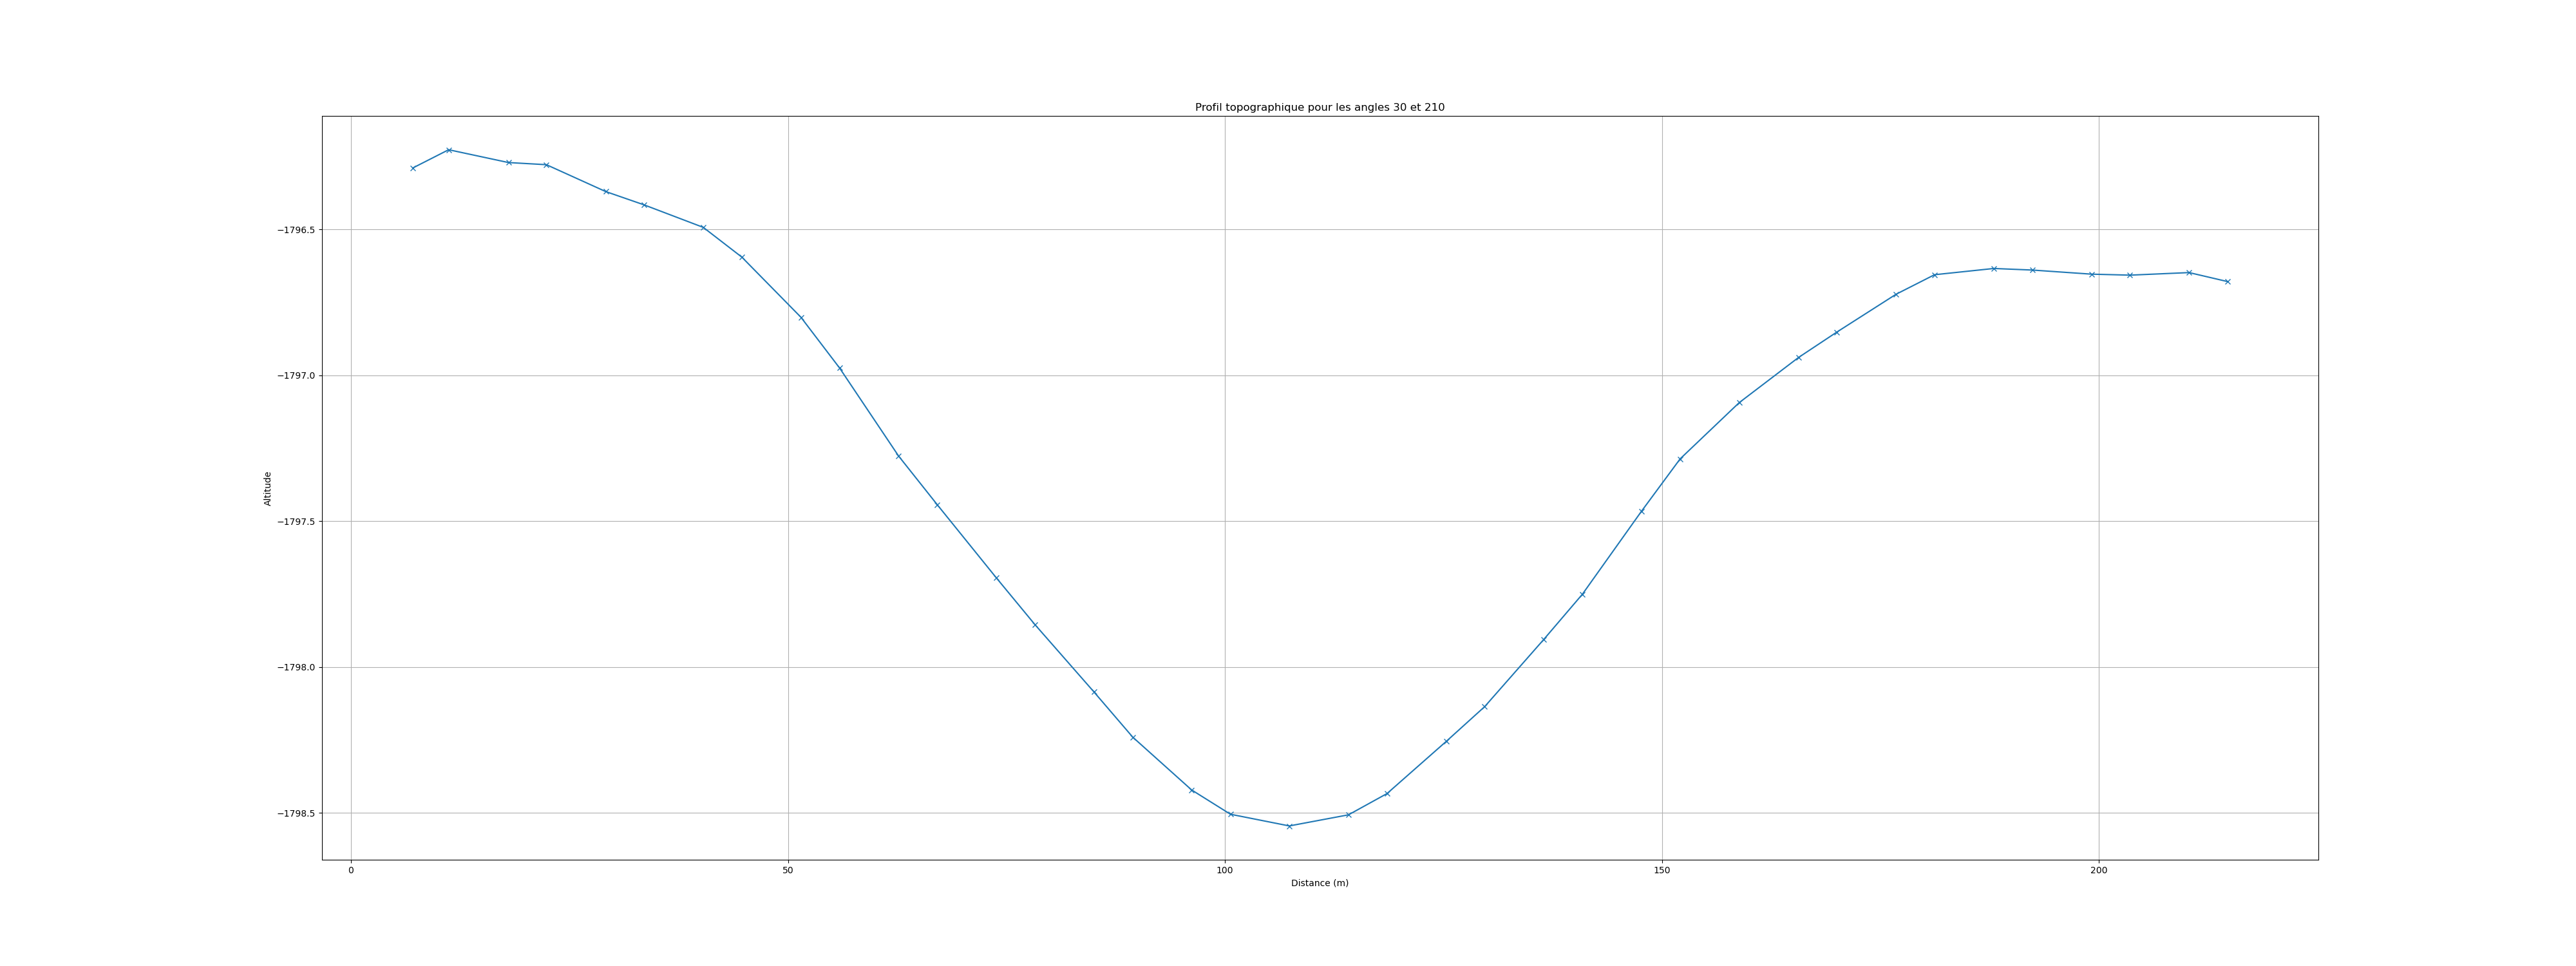 Profil topographique pour les angles 30 et 210
Altitude
−1796.5
−1797.0
−1797.5
−1798.0
−1798.5
0 50 100 150 200
Distance (m)